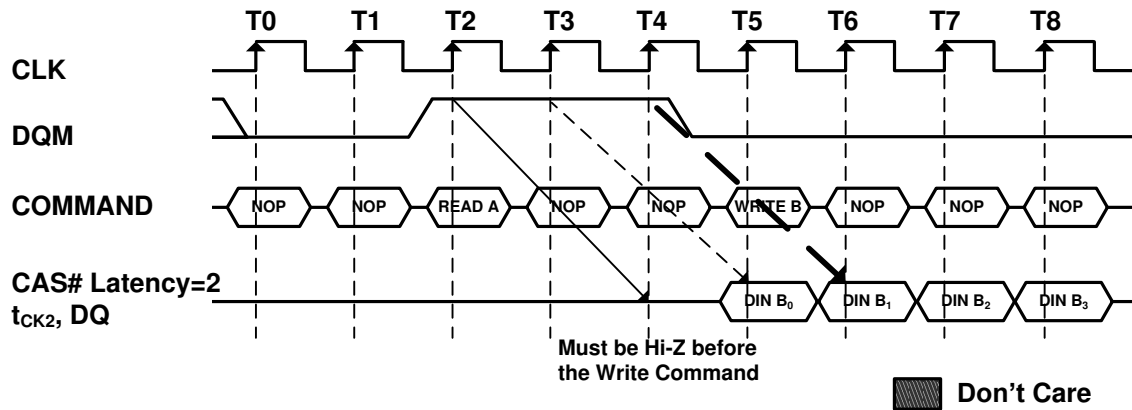 T0 T1 T2 T3 T4 T5 T6 T7 T8
CLK
DQM
COMMAND NOP NOP READ A NOP NOP WRITE B NOP NOP NOP
CAS# Latency=2
tCK2, DQ DIN B0 DIN B1 DIN B2 DIN B3
Must be Hi-Z before
the Write Command
Don't Care